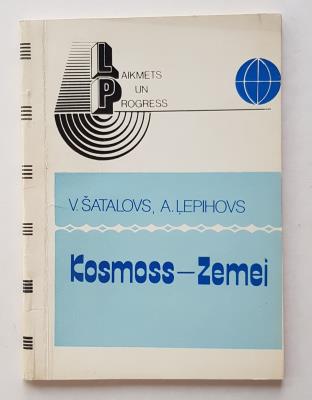 LAIKMETS
UN
PROGRESS
V. ŠATALOVS, A. ĻEPIHOVS
Kosmoss—Zemei